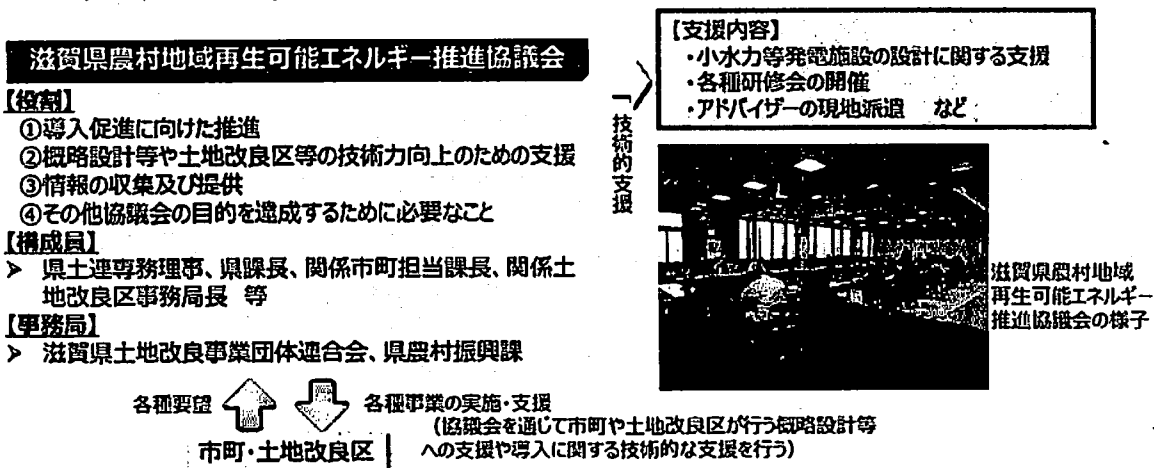 滋賀県農村地域再生可能エネルギー推進協議会
【役割】
①導入促進に向けた推進
②概略設計等や土地改良区等の技術力向上のための支援
③情報の収集及び提供
④その他協議会の目的を達成するために必要なこと
【構成員】
➢ 県土連専務理事、県課長、関係市町担当課長、関係土
地改良区事務局長 等
【事務局】
➢ 滋賀県土地改良事業団体連合会、県農村振興課
各種要望
各種事業の実施・支援
(協議会を通じて市町や土地改良区が行う概略設計等
への支援や導入に関する技術的な支援を行う)
市町・土地改良区
「技術的支援
【支援内容】
・小水力等発電施設の設計に関する支援
・各種研修会の開催
・アドバイザーの現地派遣 など
滋賀県農村地域
再生可能エネルギー
推進協議会の様子